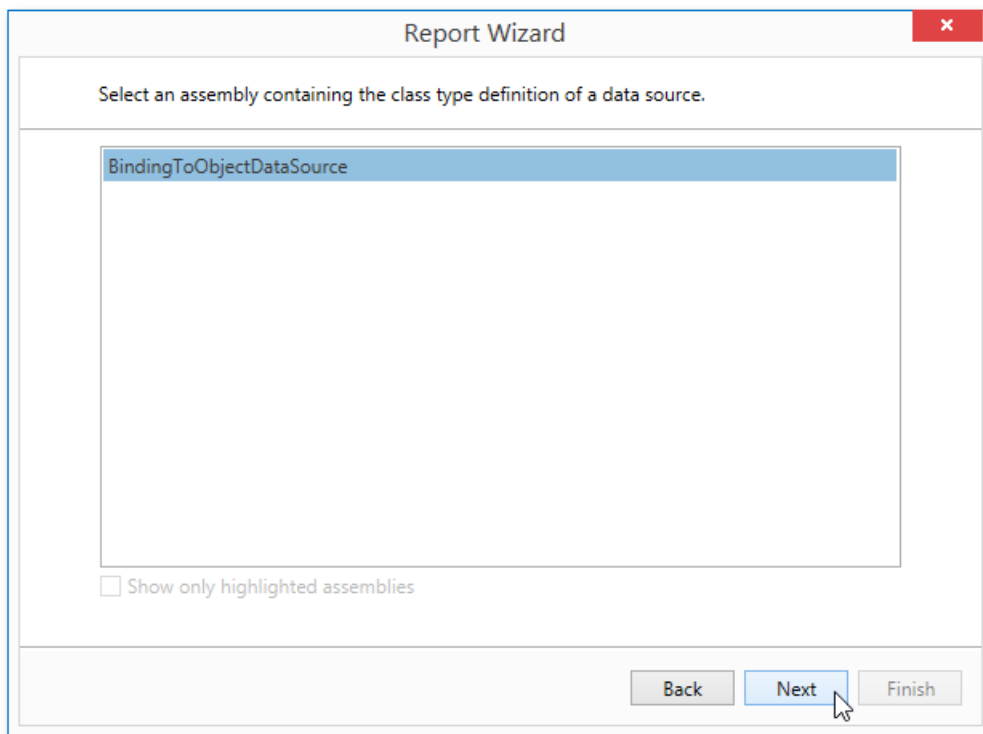 Report Wizard
Select an assembly containing the class type definition of a data source.
BindingToObjectDataSource
Show only highlighted assemblies
Back Next Finish